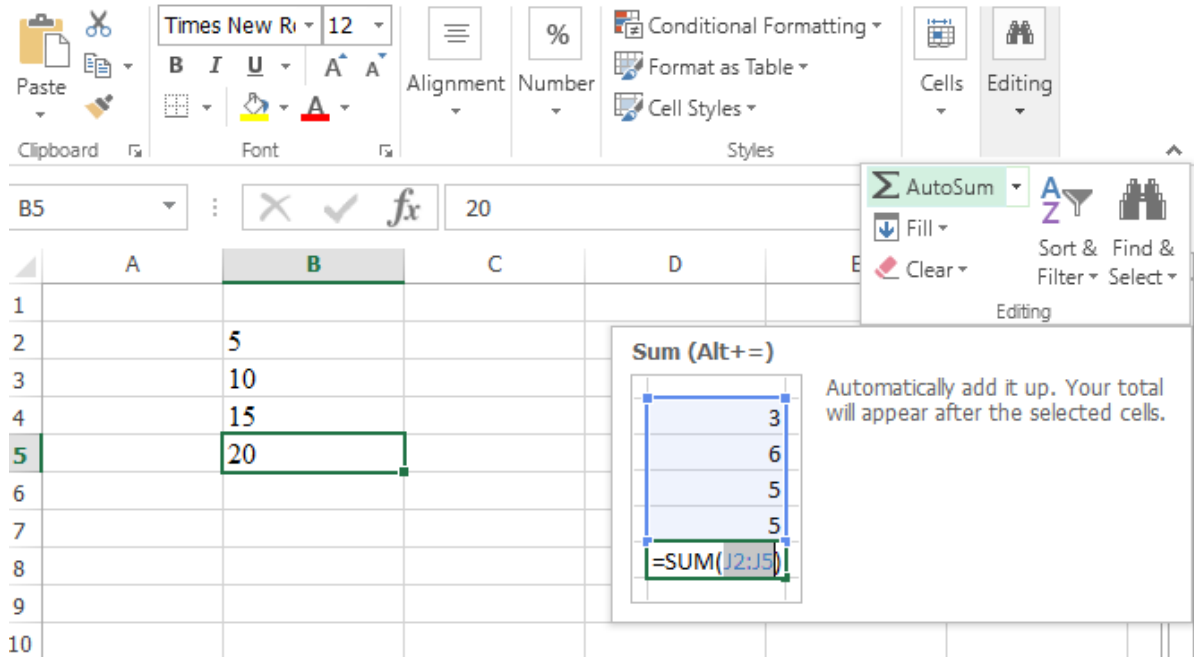 Times New R 12
Conditional Formatting
%
B I U A A
Format as Table
Paste
Alignment Number
Cells Editing
A
Cell Styles
Clipboard Font Styles
B5 fx 20
Σ AutoSum
A
Z
Fill
Sort & Find &
Clear
Filter Select
Editing
A B C D E
1
2 5
3 10
4 15
5 20
6
7
8
9
10
Sum (Alt+=)
Automatically add it up. Your total
will appear after the selected cells.
3
6
5
5
=SUM(J2:J5)